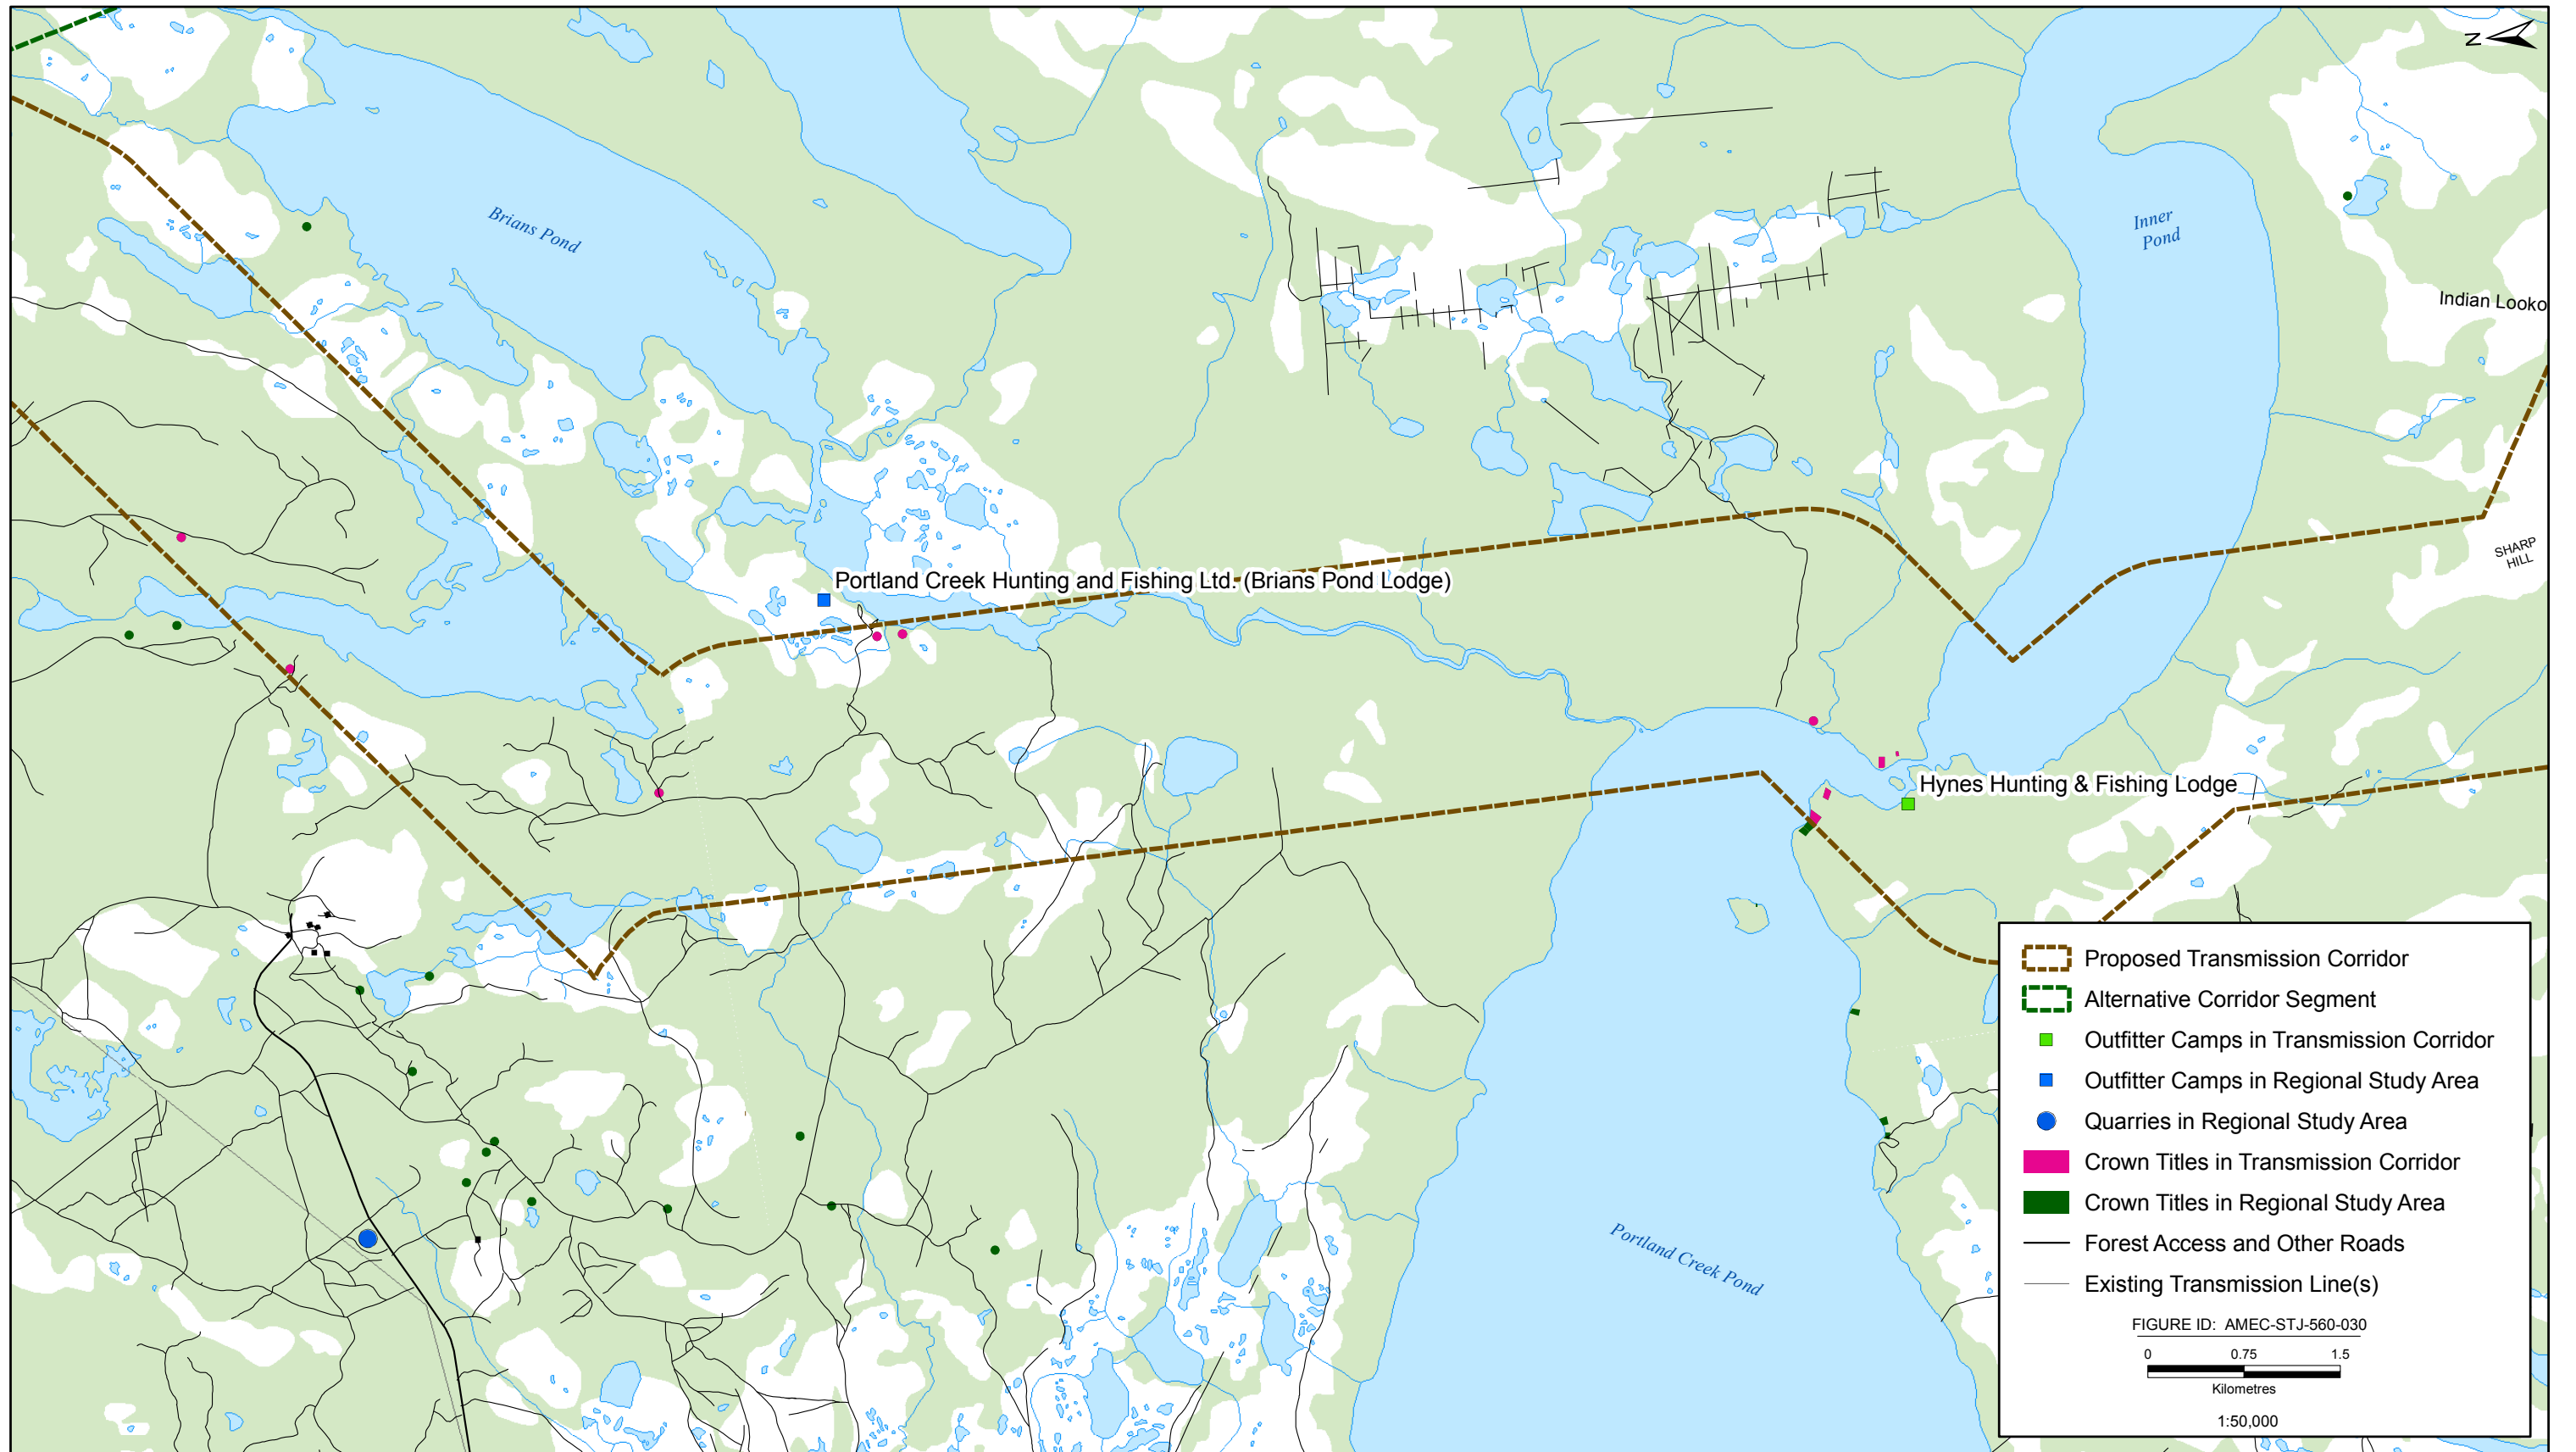 N
Brians Pond
Inner
Pond
Indian Looko
SHARP
HILL
Portland Creek Hunting and Fishing Ltd. (Brians Pond Lodge)
Hynes Hunting & Fishing Lodge
Portland Creek Pond
Proposed Transmission Corridor
Alternative Corridor Segment
Outfitter Camps in Transmission Corridor
Outfitter Camps in Regional Study Area
Quarries in Regional Study Area
Crown Titles in Transmission Corridor
Crown Titles in Regional Study Area
Forest Access and Other Roads
Existing Transmission Line(s)
FIGURE ID: AMEC-STJ-560-030
0 0.75 1.5
Kilometres
1:50,000